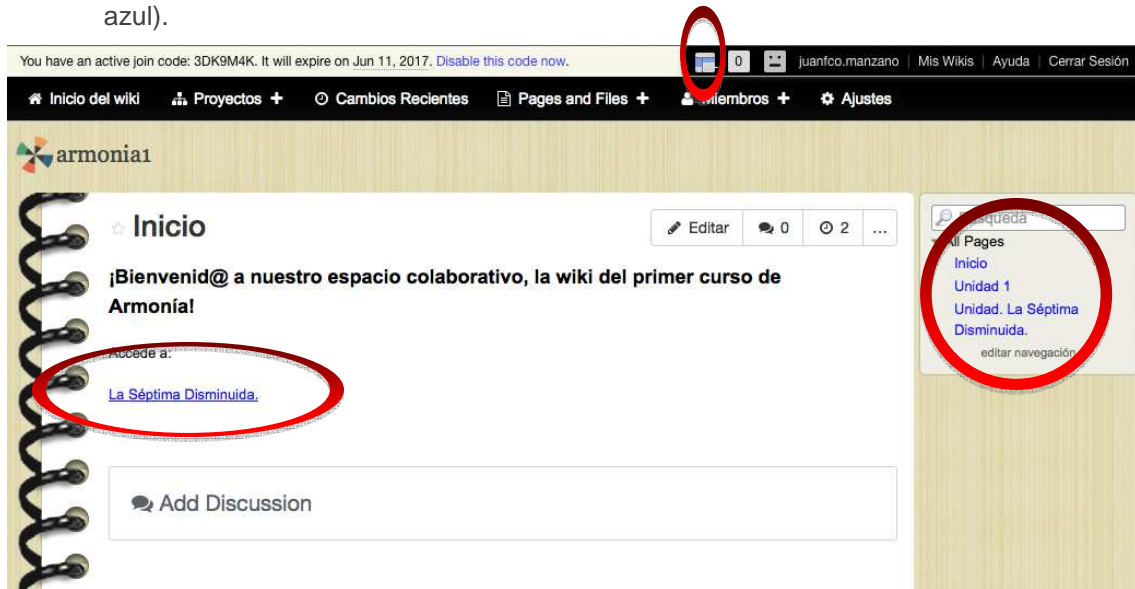 azul).
You have an active join code: 3DK9M4K. It will expire on Jun 11, 2017. Disable this code now.
0 juanfco.manzano | Mis Wikis | Ayuda | Cerrar Sesión
Inicio del wiki Proyectos + Cambios Recientes Pages and Files + Miembros + Ajustes
armonia1
Inicio
Editar 0 2 ...
¡Bienvenid@ a nuestro espacio colaborativo, la wiki del primer curso de
Armonía!
Accede a:
La Séptima Disminuida.
Add Discussion
Búsqueda
All Pages
Inicio
Unidad 1
Unidad. La Séptima
Disminuida.
editar navegación